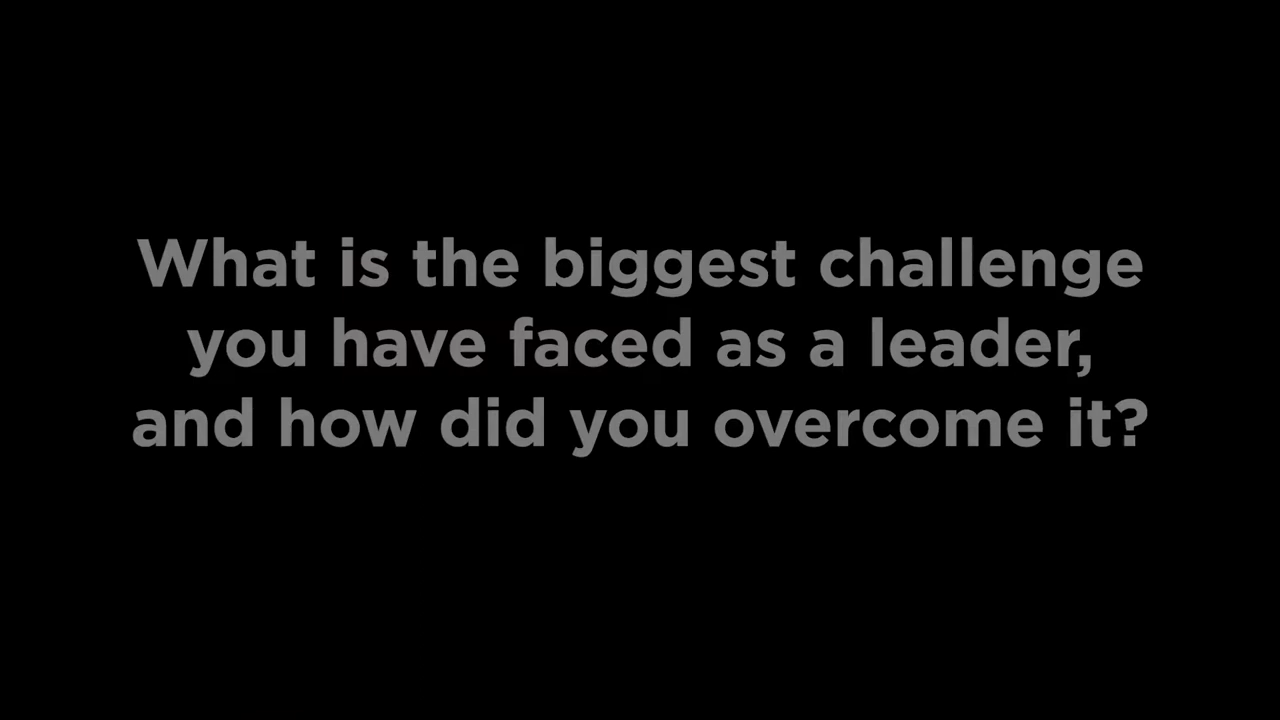 What is the biggest challenge
you have faced as a leader,
and how did you overcome it?